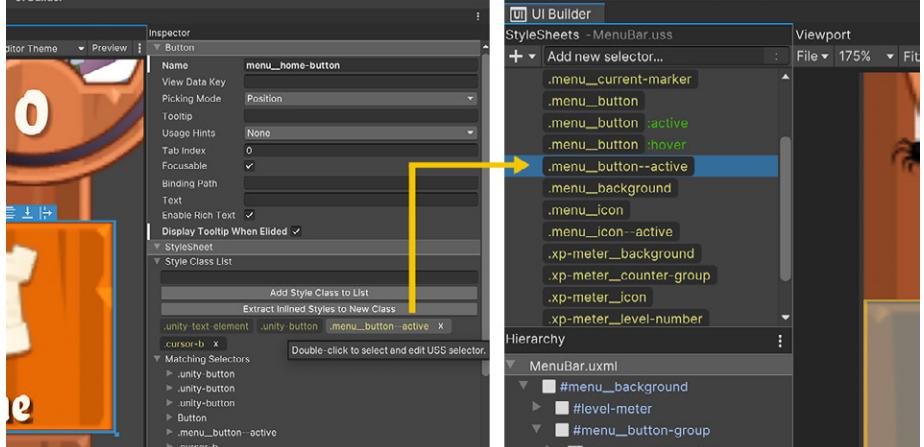 Inspector
Editor Theme Preview
Button
Name menu__home-button
View Data Key
Picking Mode Position
Tooltip
Usage Hints None
Tab Index 0
Focusable
Binding Path
Text
Enable Rich Text
Display Tooltip When Elided
StyleSheet
Style Class List
Add Style Class to List
Extract Inlined Styles to New Class
.unity-text-element .unity-button .menu__button--active x
.cursor-b x
Double-click to select and edit USS selector.
Matching Selectors
.unity-button
.unity-button
.unity-button
Button
.menu__button--active
.cursor-b
O
e
UI Builder
StyleSheets - MenuBar.uss
Add new selector...
.menu__current-marker
.menu__button
.menu__button :active
.menu__button :hover
.menu__button--active
.menu__background
.menu__icon
.menu__icon--active
.xp-meter__background
.xp-meter__counter-group
.xp-meter__icon
.xp-meter__level-number
Hierarchy
MenuBar.uxml
#menu__background
#level-meter
#menu__button-group
Viewport
File 175% Fit